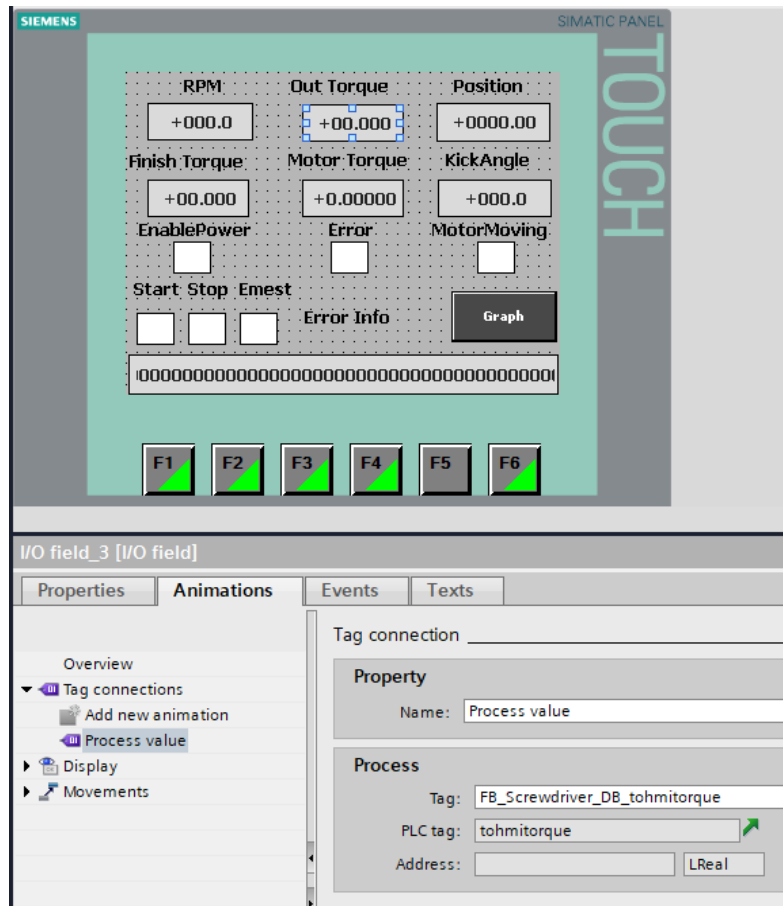 SIEMENS
SIMATIC PANEL
TOUCH
RPM
Out Torque
Position
+000.0
+00.000
+0000.00
Finish Torque
Motor Torque
KickAngle
+00.000
+0.00000
+000.0
EnablePower
Error
MotorMoving
Start Stop Emest
Error Info
Graph
F1
F2
F3
F4
F5
F6
I/O field_3 [I/O field]
Properties
Animations
Events
Texts
Overview
Tag connections
Add new animation
Process value
Display
Movements
Tag connection
Property
Name: Process value
Process
Tag: FB_Screwdriver_DB_tohmitorque
PLC tag: tohmitorque
Address:
LReal